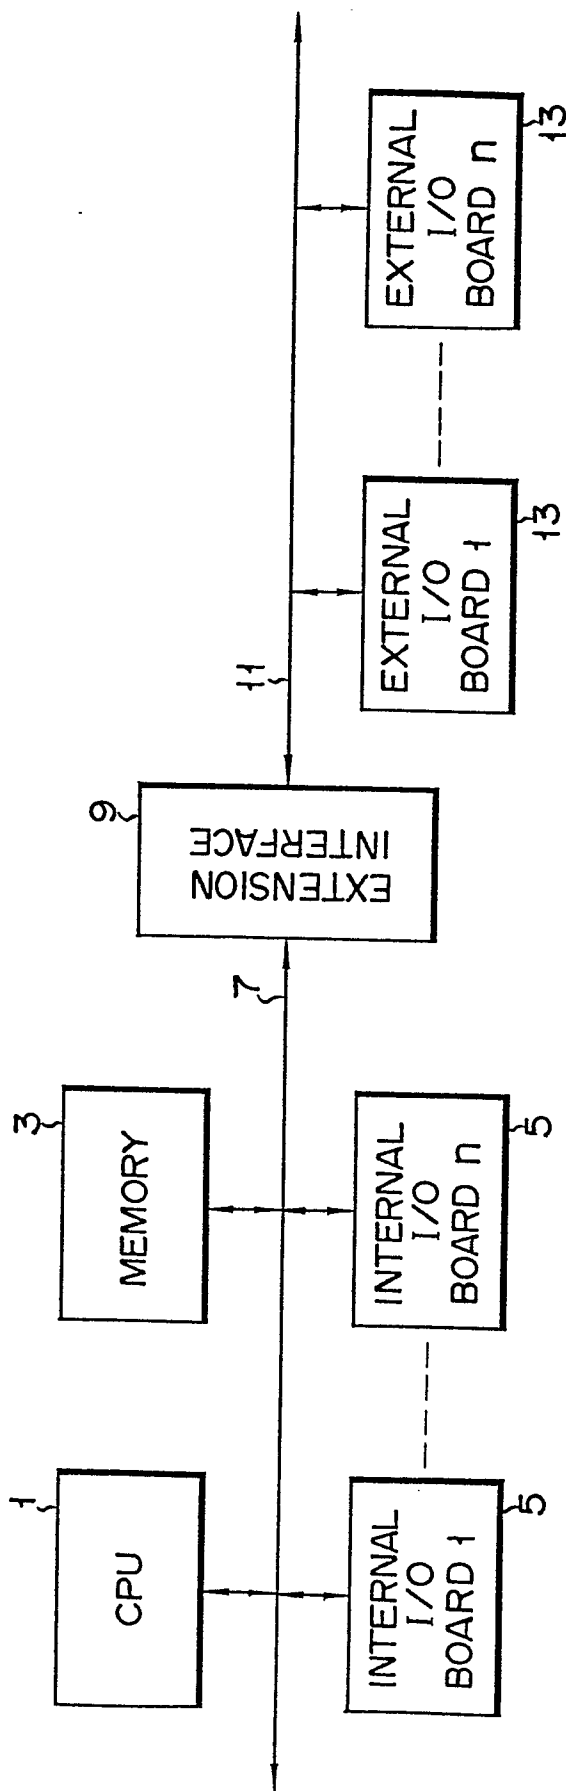 1
CPU
3
MEMORY
7
9
EXTENSION
INTERFACE
11
INTERNAL
I/O
BOARD 1
5
INTERNAL
I/O
BOARD n
5
EXTERNAL
I/O
BOARD 1
13
EXTERNAL
I/O
BOARD n
13